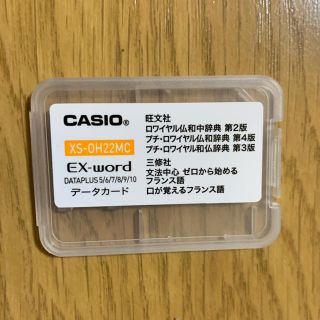 CASIO®
XS-OH22MC
EX-word
DATAPLUS 5/6/7/8/9/10
データカード
旺文社
ロワイヤル仏和中辞典 第2版
プチ・ロワイヤル仏和辞典 第4版
プチ・ロワイヤル和仏辞典 第3版
三修社
文法中心 ゼロから始める
フランス語
口が覚えるフランス語